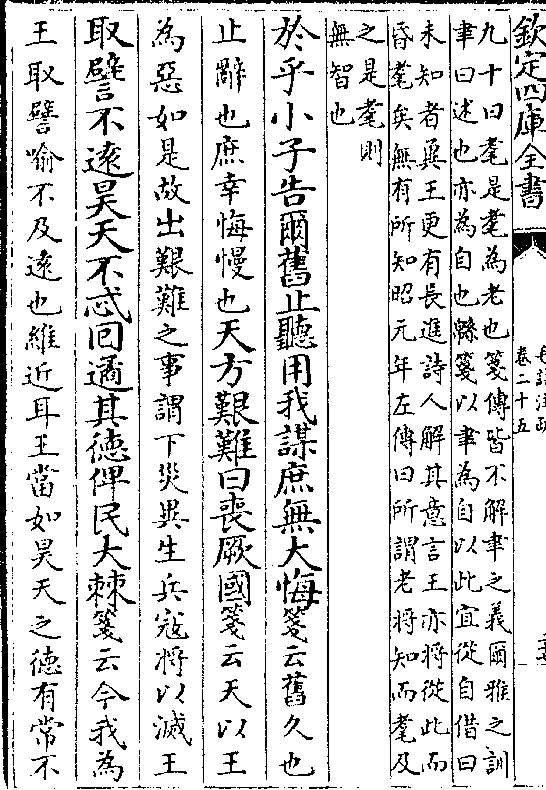 欽定四庫全書
卷二十五
九十曰耄是耄為老也箋傳皆不解聿之義爾雅之訓
聿曰述也亦為自也緜箋以聿為自以此宜從自借曰
未知者冀王更有長進詩人解其意言王亦將從此而
昏耄矣無有所知昭元年左傳曰所謂老將知而耄及
之是耄則
無智也
於乎小子告爾舊止聽用我謀庶無大悔箋云舊久也
止辭也庶幸悔慢也天方艱難曰喪厥國箋云天以王
為惡如是故出艱難之事謂下災異生兵寇將以滅王
取譬不遠昊天不忒回遹其德俾民大棘箋云今我為
王取譬喻不及遠也維近耳王當如昊天之德有常不